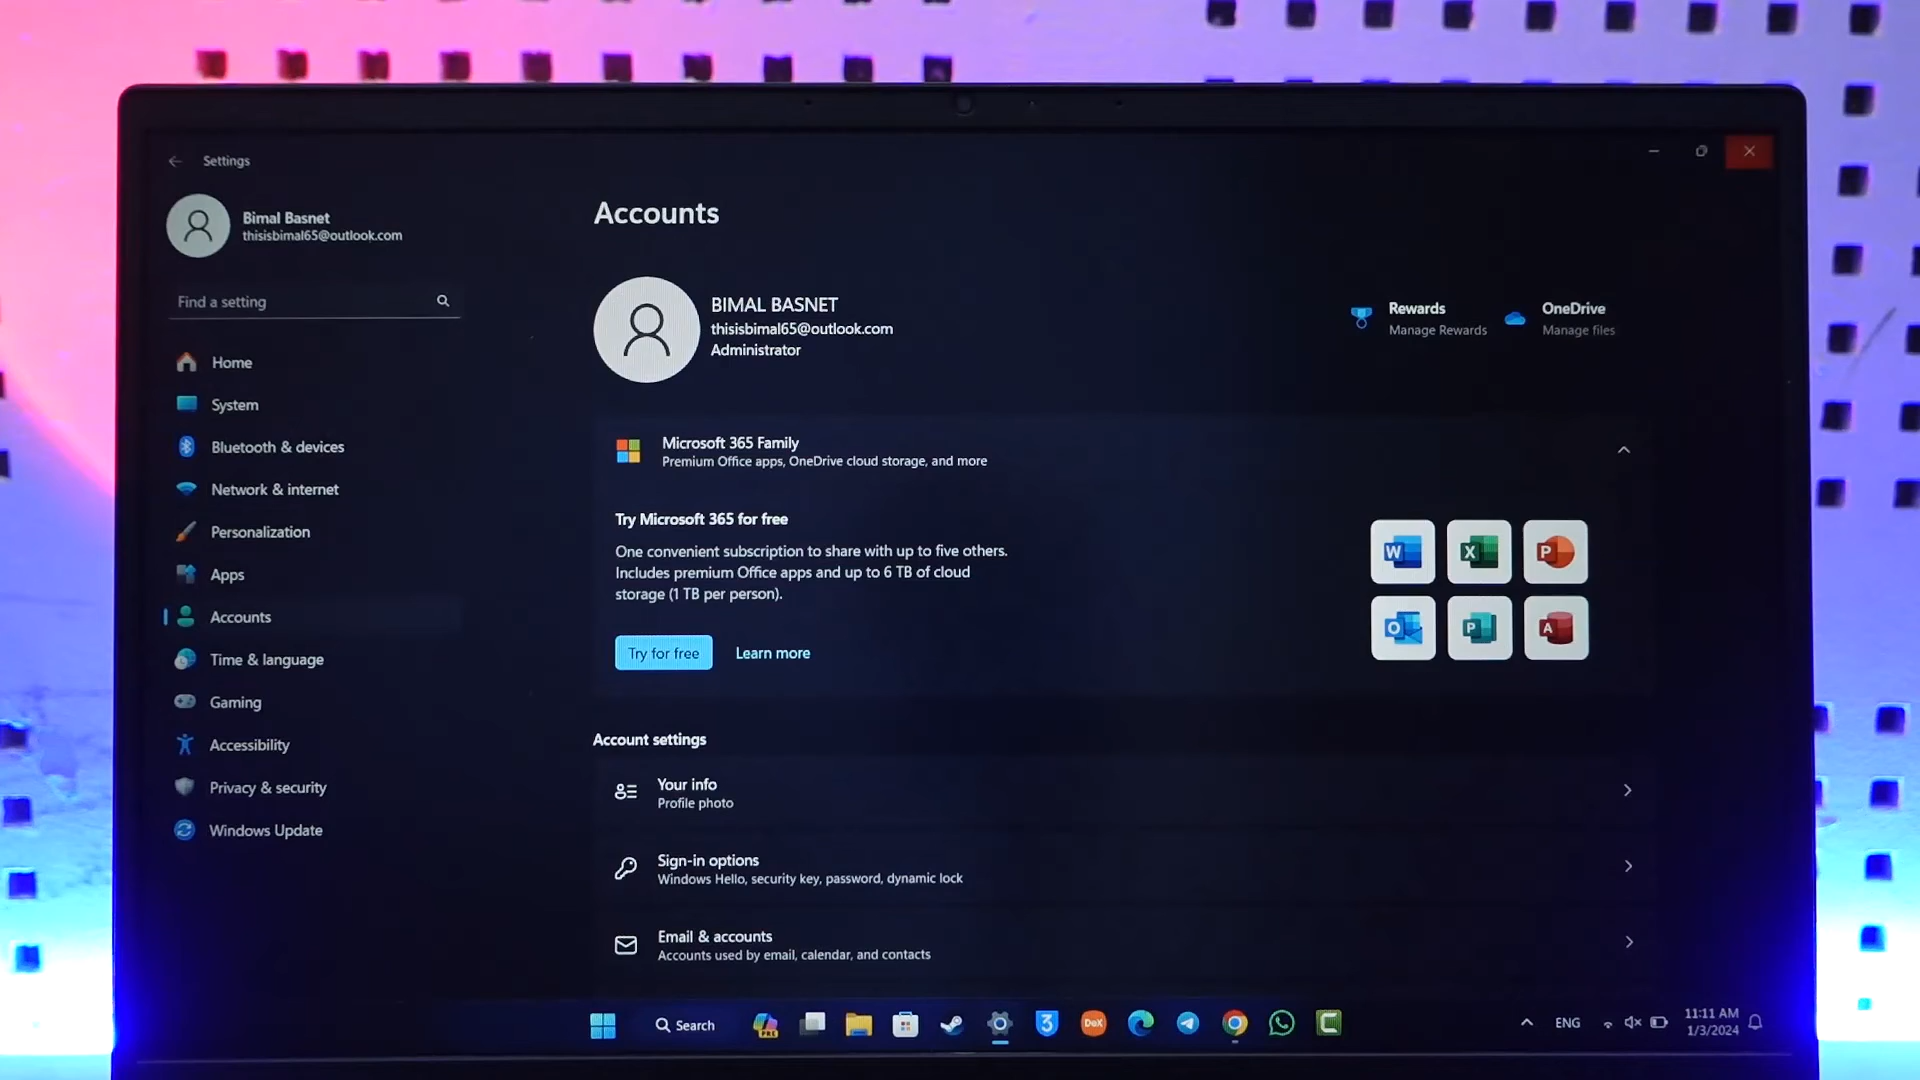 Settings
Bimal Basnet
thisisbimal65@outlook.com
Find a setting
Home
System
Bluetooth & devices
Network & internet
Personalization
Apps
Accounts
Time & language
Gaming
Accessibility
Privacy & security
Windows Update
Accounts
BIMAL BASNET
thisisbimal65@outlook.com
Administrator
Rewards
Manage Rewards
OneDrive
Manage files
Microsoft 365 Family
Premium Office apps, OneDrive cloud storage, and more
Try Microsoft 365 for free
One convenient subscription to share with up to five others.
Includes premium Office apps and up to 6 TB of cloud
storage (1 TB per person).
Try for free
Learn more
W
X
P
O
P
A
Account settings
Your info
Profile photo
Sign-in options
Windows Hello, security key, password, dynamic lock
Email & accounts
Accounts used by email, calendar, and contacts
Search
PRE
3
DeX
ENG
11:11 AM
1/3/2024